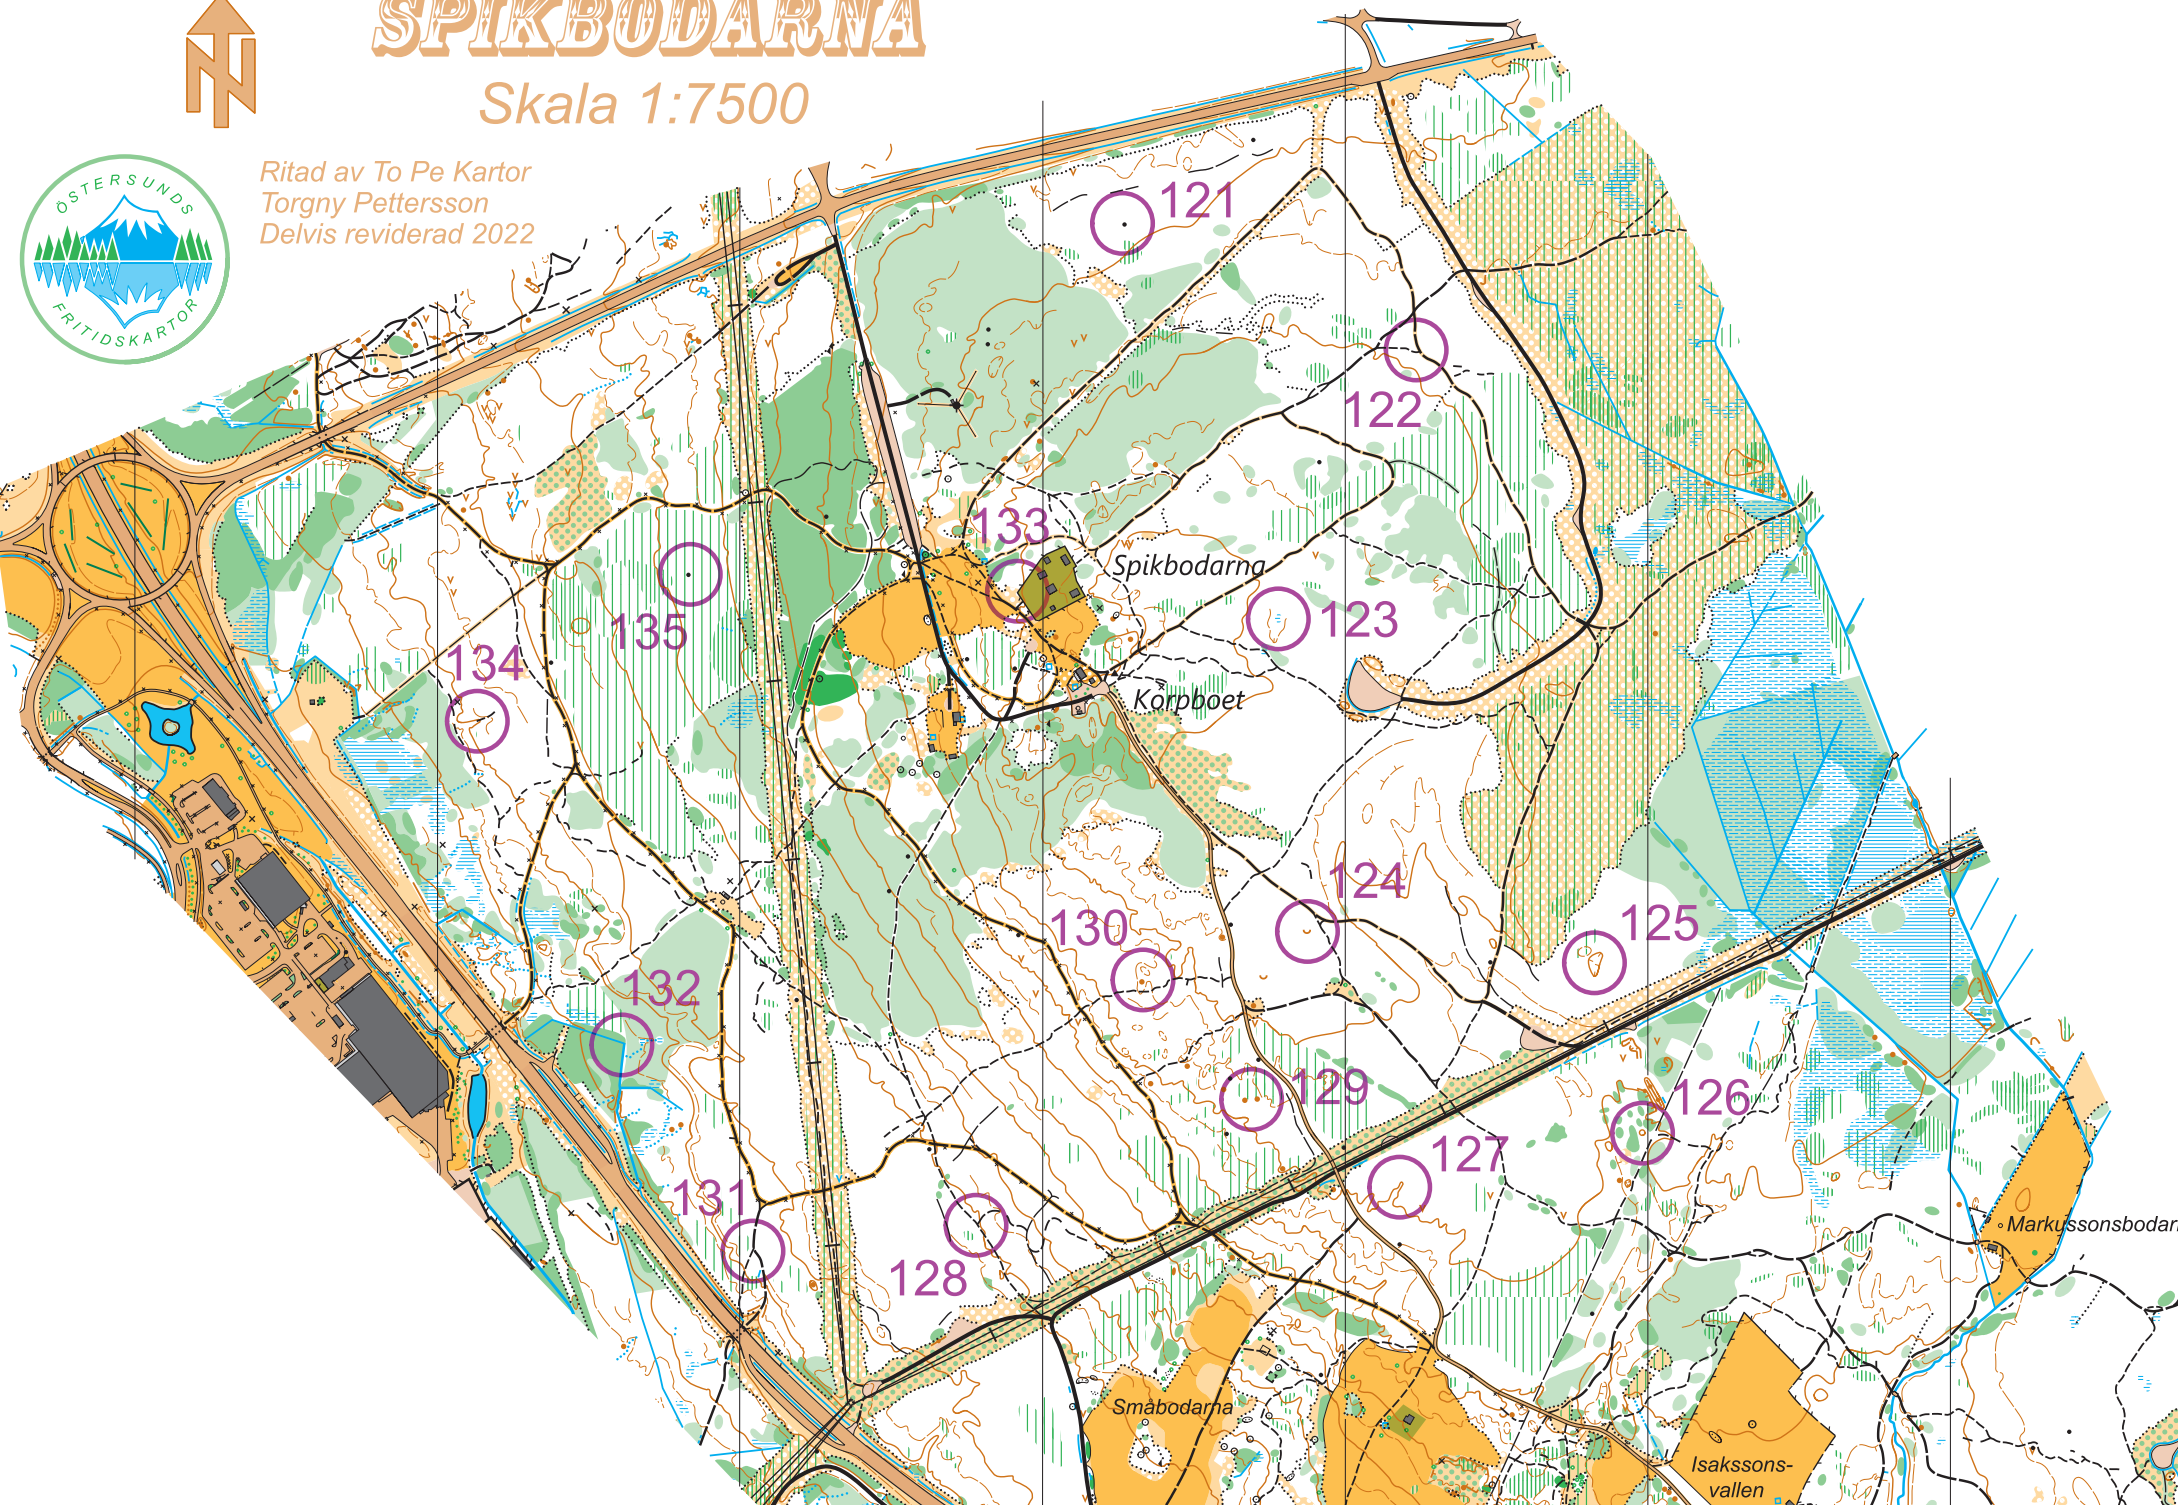 SPIKBODARNA
Skala 1:7500
Ritad av To Pe Kartor
Torgny Pettersson
Delvis reviderad 2022
ÖSTERSUNDS
FRITIDSKARTOR
N
121
122
133
Spikbodarna
123
135
134
Korpboet
124
125
130
132
129
126
127
131
128
Markussonsbodar
Småbodarna
Isakssons-
vallen